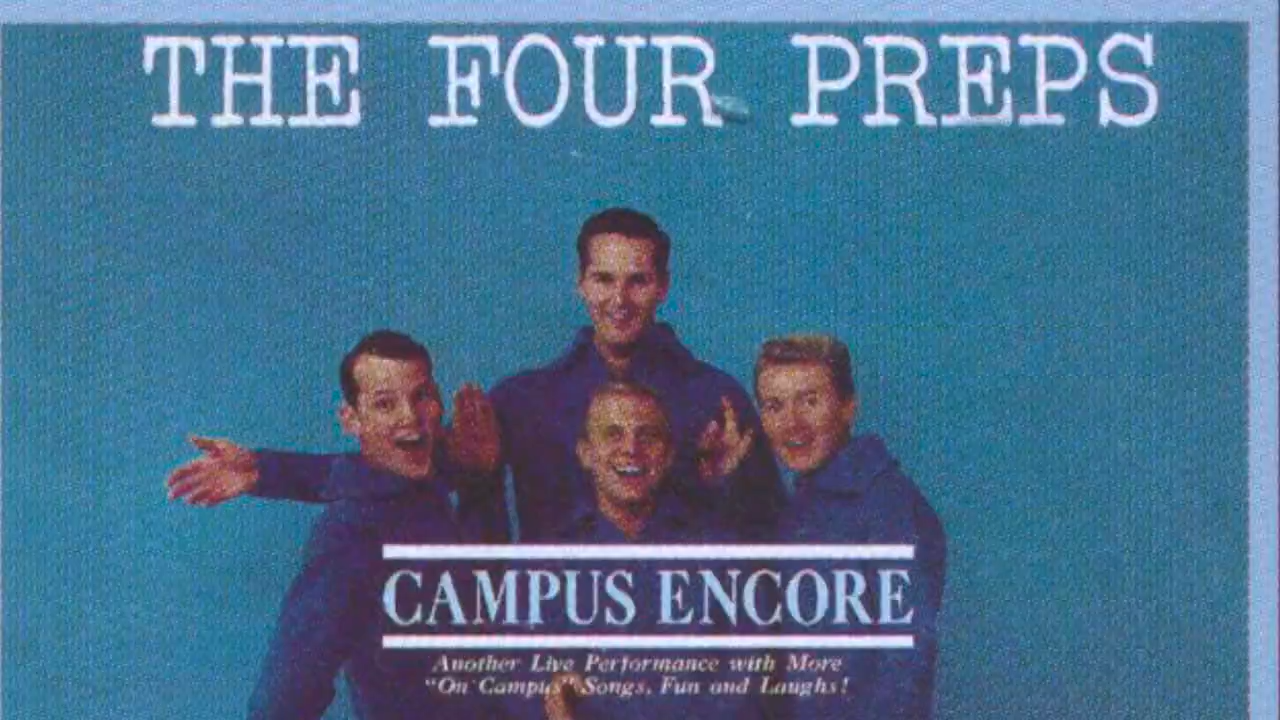 THE FOUR PREPS
CAMPUS ENCORE
Another Live Performance with More
"On Campus" Songs, Fun and Laughs!